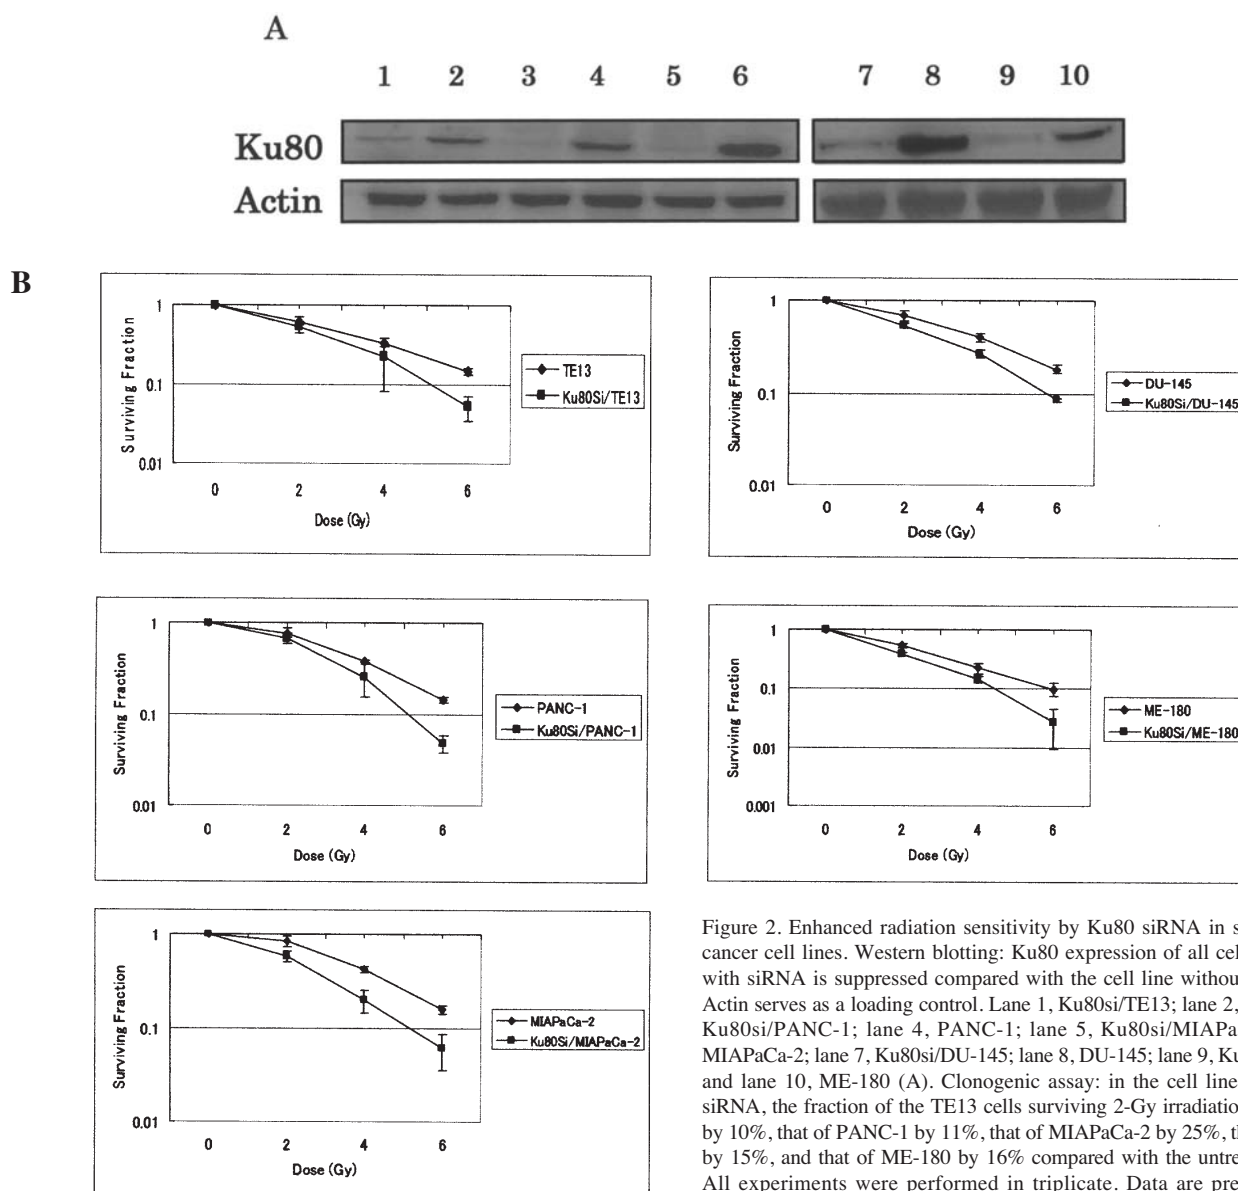 A
1 2 3 4 5 6 7 8 9 10
Ku80
Actin
B
1
0.1
0.01
Surviving Fraction
0 2 4 6
Dose (Gy)
TE13
Ku80Si/TE13
1
0.1
0.01
Surviving Fraction
0 2 4 6
Dose (Gy)
DU-145
Ku80Si/DU-145
1
0.1
0.01
Surviving Fraction
0 2 4 6
Dose (Gy)
PANC-1
Ku80Si/PANC-1
1
0.1
0.01
0.001
Surviving Fraction
0 2 4 6
Dose (Gy)
ME-180
Ku80Si/ME-180
1
0.1
0.01
Surviving Fraction
0 2 4 6
Dose (Gy)
MIAPaCa-2
Ku80Si/MIAPaCa-2
Figure 2. Enhanced radiation sensitivity by Ku80 siRNA in s
cancer cell lines. Western blotting: Ku80 expression of all cel
with siRNA is suppressed compared with the cell line without
Actin serves as a loading control. Lane 1, Ku80si/TE13; lane 2,
Ku80si/PANC-1; lane 4, PANC-1; lane 5, Ku80si/MIAPa
MIAPaCa-2; lane 7, Ku80si/DU-145; lane 8, DU-145; lane 9, Ku
and lane 10, ME-180 (A). Clonogenic assay: in the cell line
siRNA, the fraction of the TE13 cells surviving 2-Gy irradiation
by 10%, that of PANC-1 by 11%, that of MIAPaCa-2 by 25%, th
by 15%, and that of ME-180 by 16% compared with the untre
All experiments were performed in triplicate. Data are pre